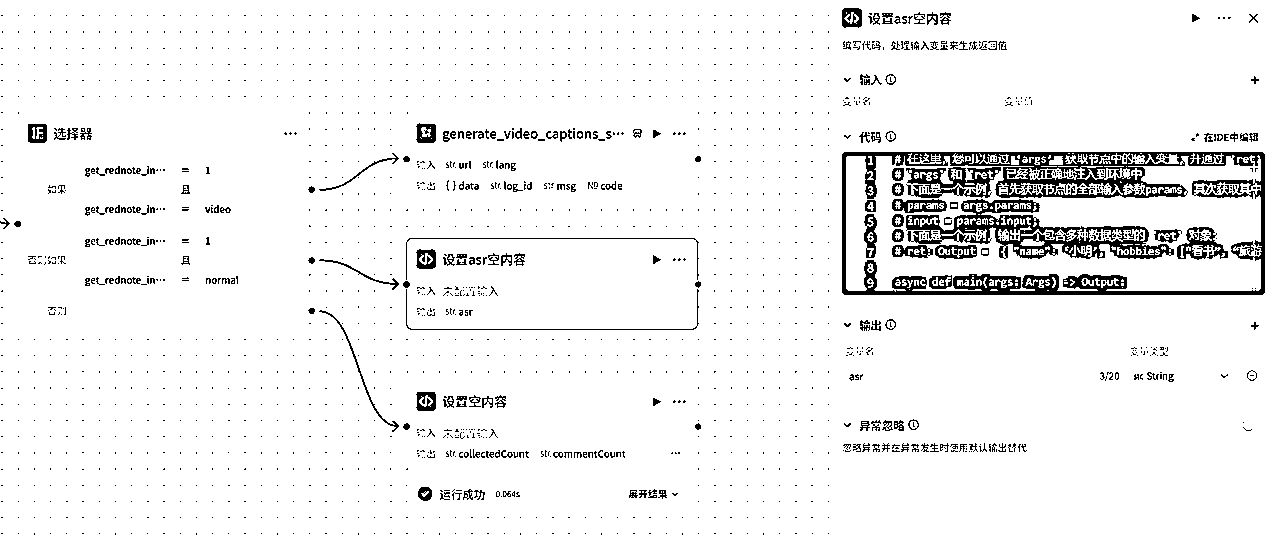 选择器
get_rednote_in··· = 1
如果 且
get_rednote_in··· = video
get_rednote_in··· = 1
否则如果 且
get_rednote_in··· = normal
否则
generate_video_captions_s···
输入 str. url str. lang
输出 { } data str. log_id str. msg № code
设置asr空内容
输入 未配置输入
输出 str. asr
设置空内容
输入 未配置输入
输出 str. collectedCount str. commentCount ···
运行成功 0.064s 展开结果
设置asr空内容
编写代码，处理输入变量来生成返回值
输入
变量名 变量值
代码 在IDE中编辑
1 # 在这里，您可以通过 'args' 获取节点中的输入变量，并通过 'ret
2 # 'args' 和 'ret' 已经被正确地注入到环境中
3 # 下面是一个示例，首先获取节点的全部输入参数params，其次获取其中
4 # params = args.params;
5 # input = params.input;
6 # 下面是一个示例，输出一个包含多种数据类型的 'ret' 对象:
7 # ret: Output = { "name": '小明', "hobbies": ["看书", "旅游
8
9 async def main(args: Args) -> Output:
输出
变量名 变量类型
asr 3/20 str. String
异常忽略
忽略异常并在异常发生时使用默认输出替代